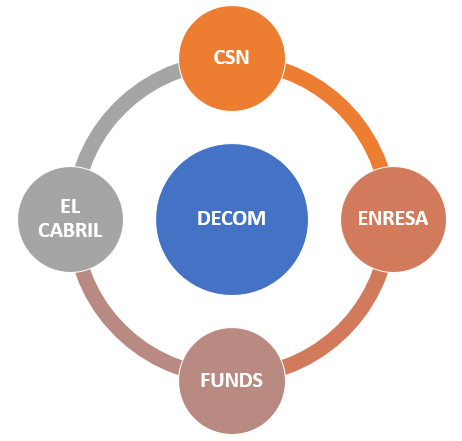 CSN
EL
CABRIL
DECOM
ENRESA
FUNDS